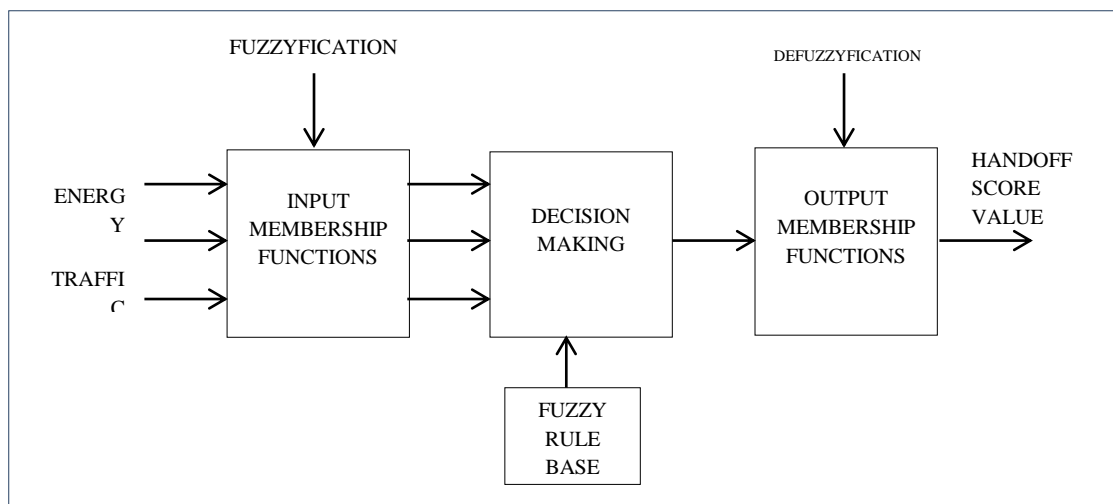 FUZZYFICATION
DEFUZZYFICATION
ENERG
Y
TRAFFI
C
INPUT
MEMBERSHIP
FUNCTIONS
DECISION
MAKING
OUTPUT
MEMBERSHIP
FUNCTIONS
HANDOFF
SCORE
VALUE
FUZZY
RULE
BASE